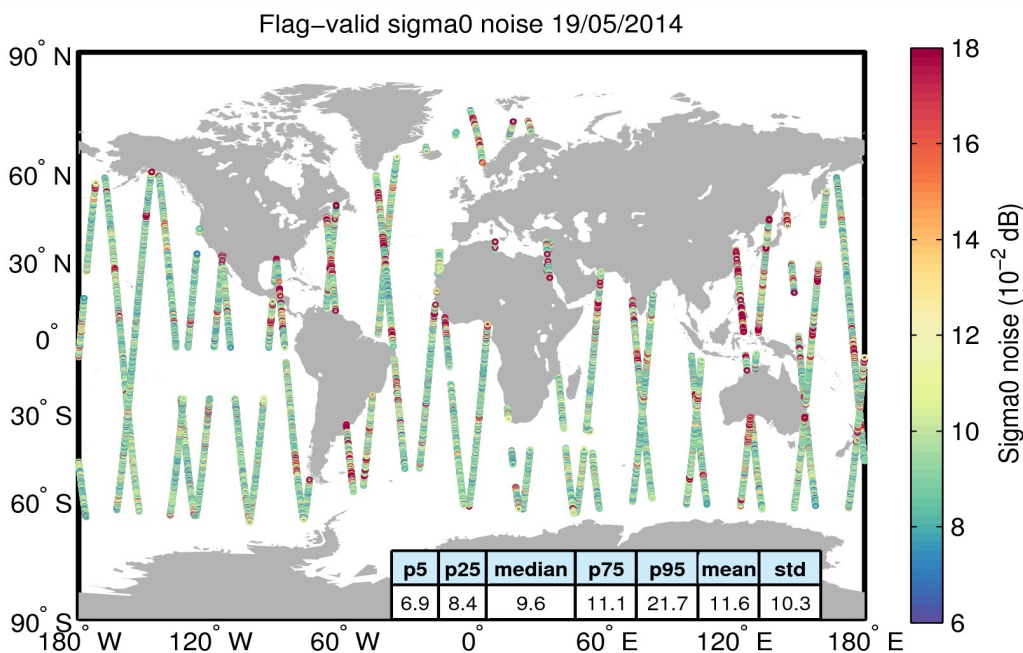 Flag−valid sigma0 noise 19/05/2014
90° N
60° N
30° N
0°
30° S
60° S
90° S
180° W
120° W
60° W
0°
60° E
120° E
180° E
p5 p25 median p75 p95 mean std
6.9 8.4 9.6 11.1 21.7 11.6 10.3
18
16
14
12
10
8
6
Sigma0 noise (10⁻² dB)